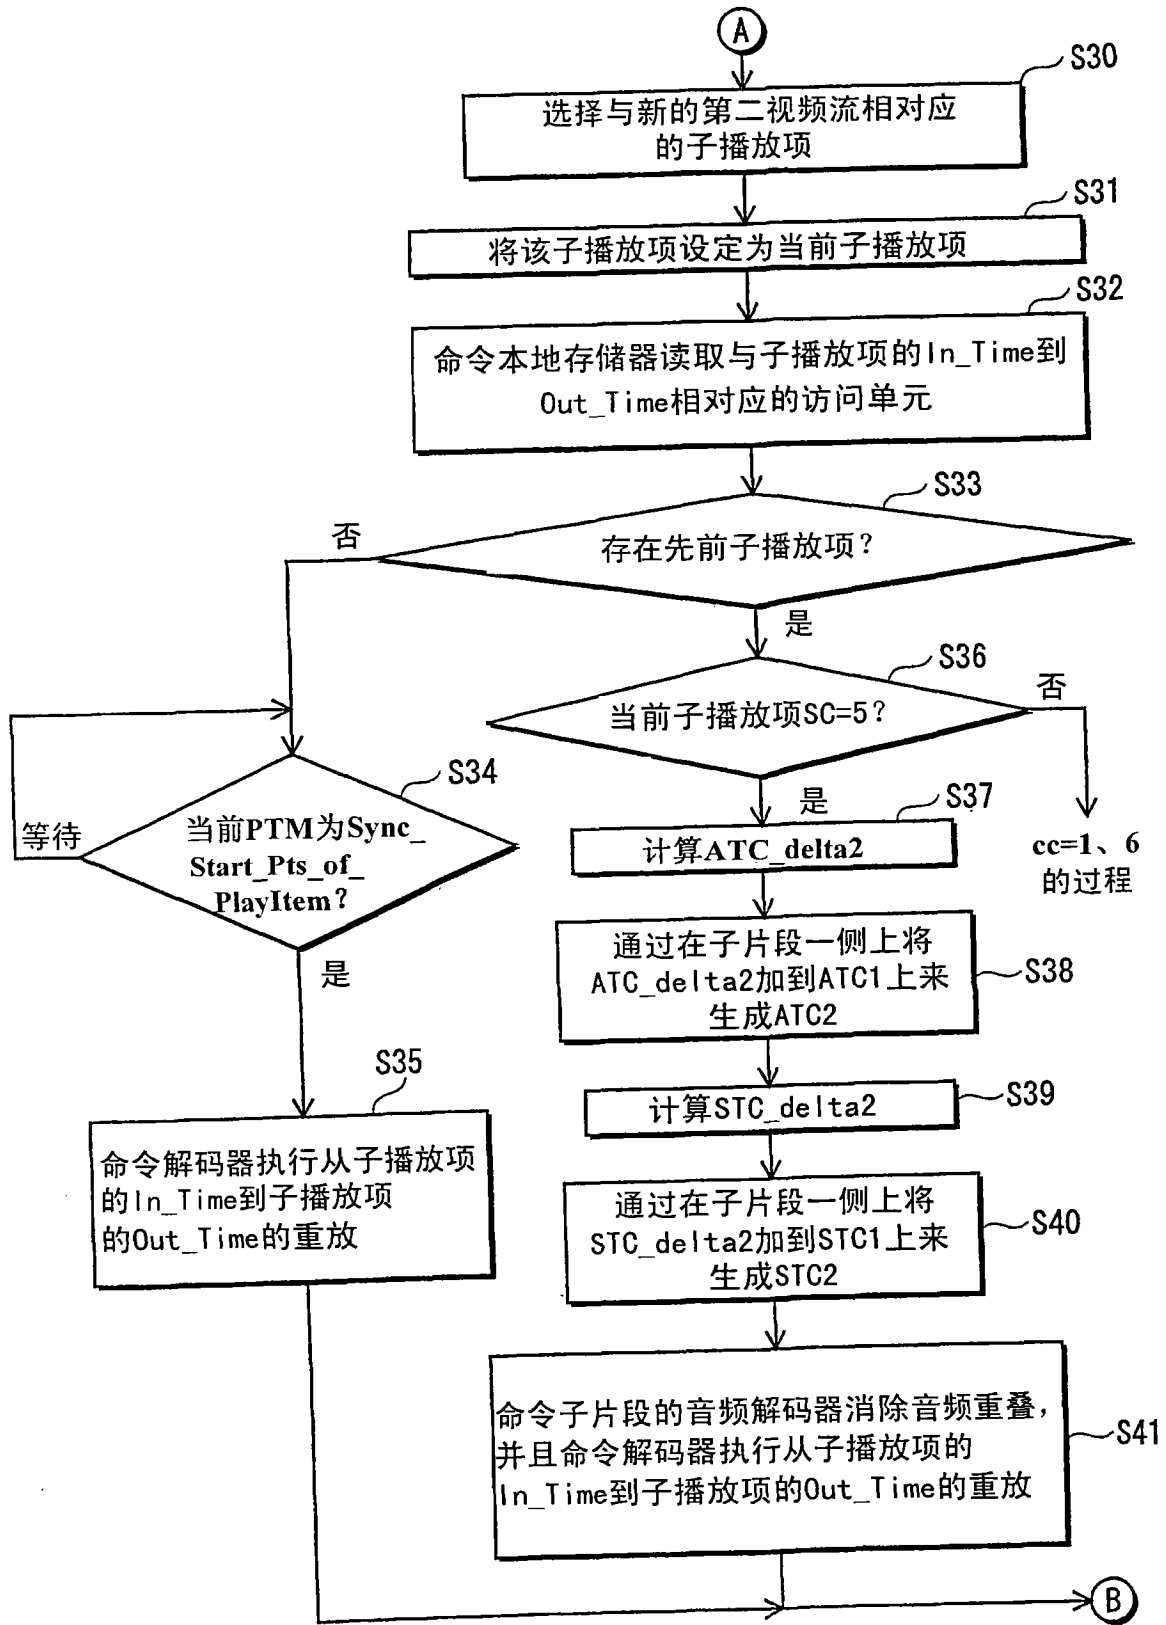 A
S30
选择与新的第二视频流相对应
的子播放项
S31
将该子播放项设定为当前子播放项
S32
命令本地存储器读取与子播放项的In_Time到
Out_Time相对应的访问单元
S33
存在先前子播放项?
否
是
S36
当前子播放项SC=5?
否
是
cc=1、6
的过程
S34
当前PTM为Sync_
Start_Pts_of_
PlayItem?
等待
是
S35
命令解码器执行从子播放项
的In_Time到子播放项
的Out_Time的重放
S37
计算ATC_delta2
S38
通过在子片段一侧上将
ATC_delta2加到ATC1上来
生成ATC2
S39
计算STC_delta2
S40
通过在子片段一侧上将
STC_delta2加到STC1上来
生成STC2
S41
命令子片段的音频解码器消除音频重叠,
并且命令解码器执行从子播放项的
In_Time到子播放项的Out_Time的重放
B